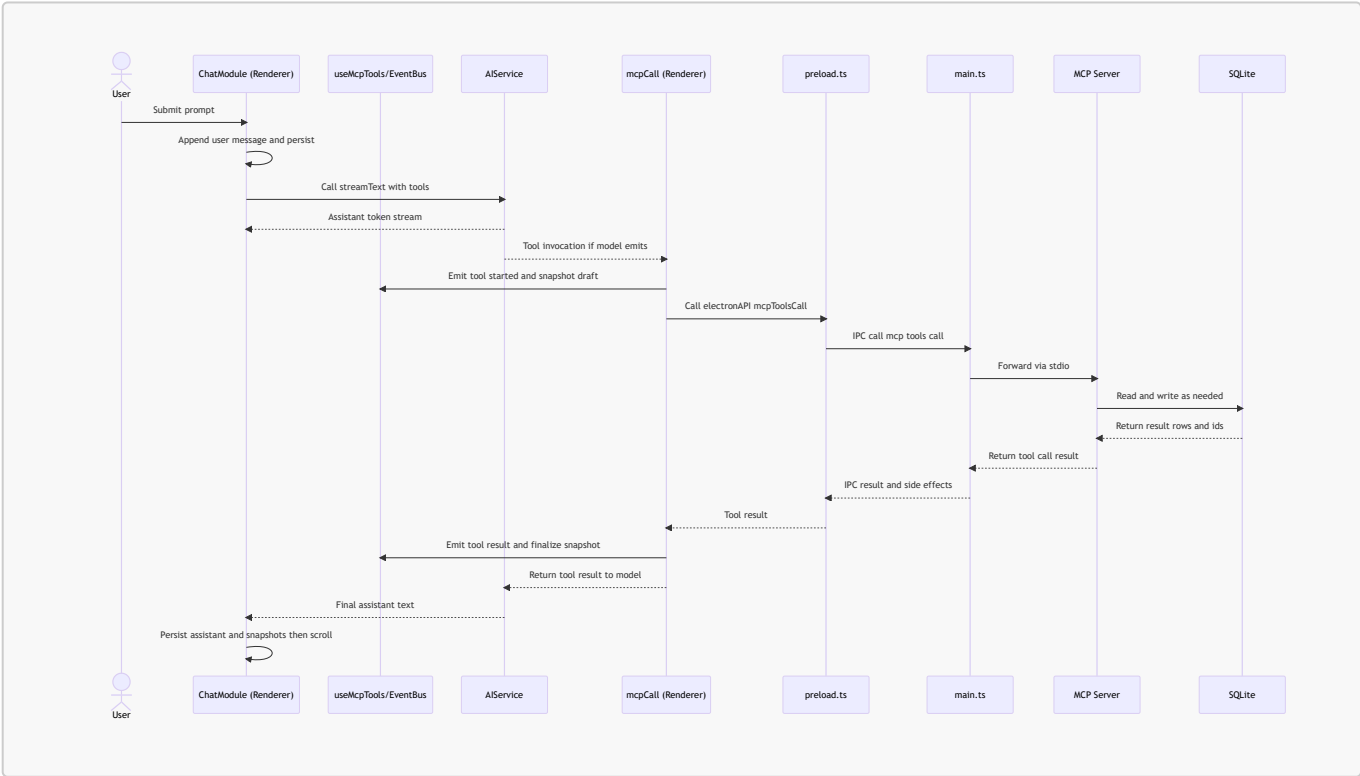 ChatModule (Renderer)
useMcpTools/EventBus
AIService
mcpCall (Renderer)
preload.ts
main.ts
MCP Server
SQLite
User
Submit prompt
Append user message and persist
Call streamText with tools
Assistant token stream
Tool invocation if model emits
Emit tool started and snapshot draft
Call electronAPI mcpToolsCall
IPC call mcp tools call
Forward via stdio
Read and write as needed
Return result rows and ids
Return tool call result
IPC result and side effects
Tool result
Emit tool result and finalize snapshot
Return tool result to model
Final assistant text
Persist assistant and snapshots then scroll
ChatModule (Renderer)
useMcpTools/EventBus
AIService
mcpCall (Renderer)
preload.ts
main.ts
MCP Server
SQLite
User